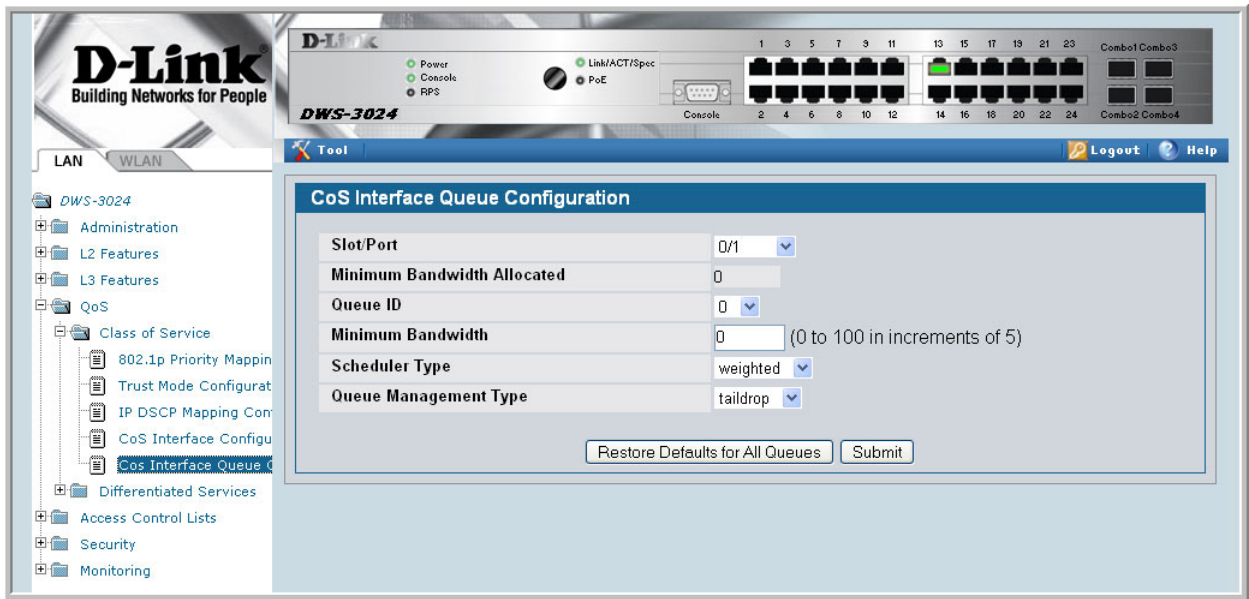 D-Link
Building Networks for People
LAN
WLAN
DWS-3024
Administration
L2 Features
L3 Features
QoS
Class of Service
802.1p Priority Mappin
Trust Mode Configurat
IP DSCP Mapping Con
CoS Interface Configu
Cos Interface Queue C
Differentiated Services
Access Control Lists
Security
Monitoring
D-Link
Power
Console
RPS
Link/ACT/Spec
PoE
DWS-3024
Console
1 3 5 7 9 11 13 15 17 19 21 23 Combo1 Combo3
2 4 6 8 10 12 14 16 18 20 22 24 Combo2 Combo4
Tool Logout Help
CoS Interface Queue Configuration
Slot/Port 0/1
Minimum Bandwidth Allocated 0
Queue ID 0
Minimum Bandwidth 0 (0 to 100 in increments of 5)
Scheduler Type weighted
Queue Management Type taildrop
Restore Defaults for All Queues Submit